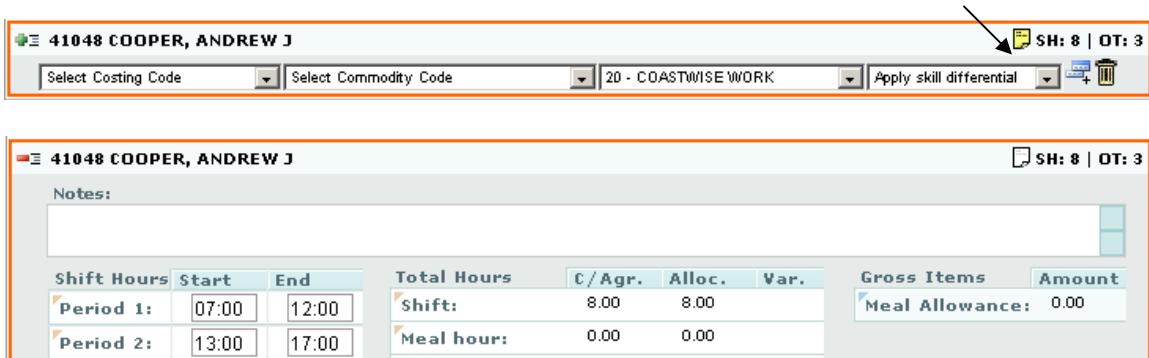 41048 COOPER, ANDREW J SH: 8 | OT: 3
Select Costing Code Select Commodity Code 20 - COASTWISE WORK Apply skill differential
41048 COOPER, ANDREW J SH: 8 | OT: 3
Notes:
Shift Hours Start End Total Hours C/Agr. Alloc. Var. Gross Items Amount
Period 1: 07:00 12:00 Shift: 8.00 8.00 Meal Allowance: 0.00
Period 2: 13:00 17:00 Meal hour: 0.00 0.00